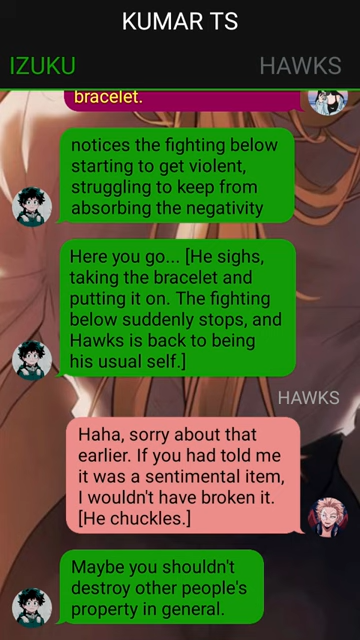 KUMAR TS
IZUKU HAWKS
bracelet.
notices the fighting below
starting to get violent,
struggling to keep from
absorbing the negativity
Here you go... [He sighs,
taking the bracelet and
putting it on. The fighting
below suddenly stops, and
Hawks is back to being
his usual self.]
HAWKS
Haha, sorry about that
earlier. If you had told me
it was a sentimental item,
I wouldn't have broken it.
[He chuckles.]
Maybe you shouldn't
destroy other people's
property in general.